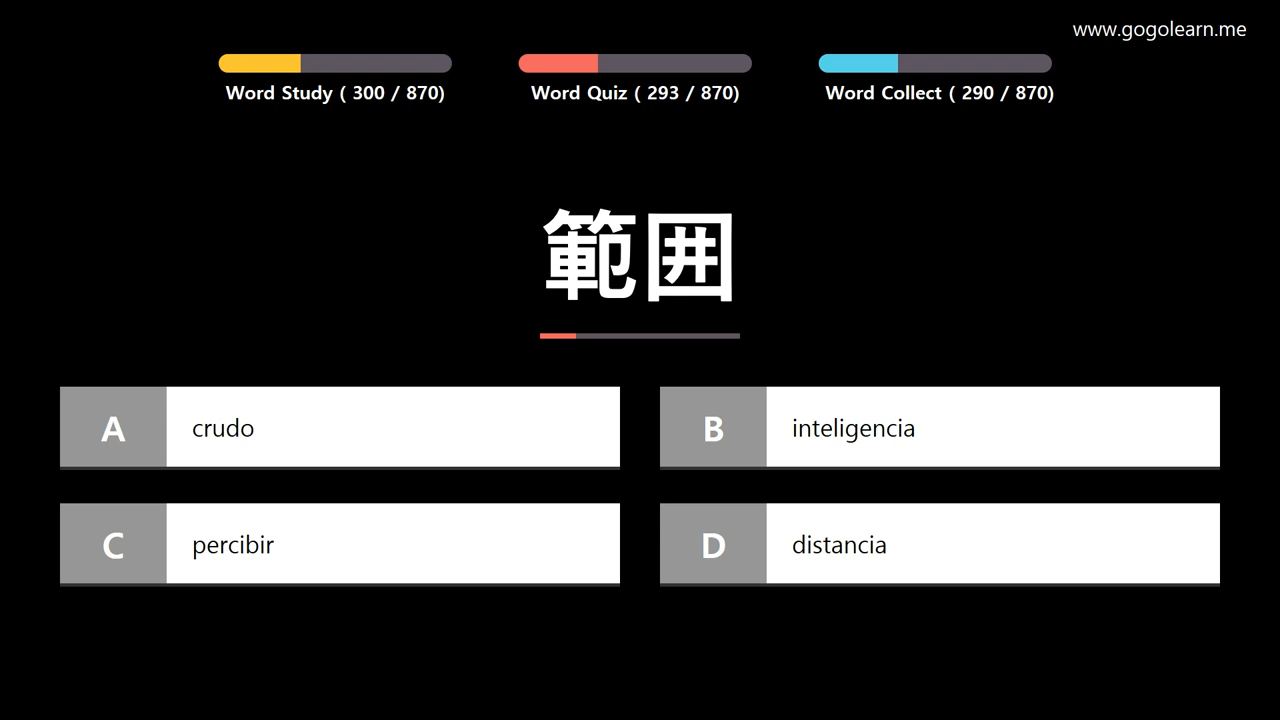 www.gogolearn.me
Word Study ( 300 / 870)
Word Quiz ( 293 / 870)
Word Collect ( 290 / 870)
範囲
A crudo
B inteligencia
C percibir
D distancia